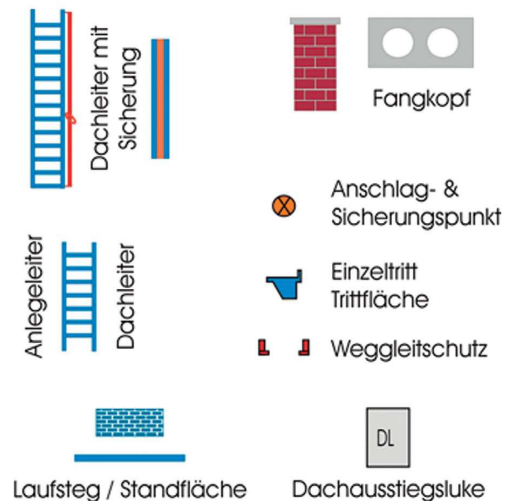 Dachleiter mit
Sicherung
Fangkopf
Anschlag- &
Sicherungspunkt
Anlegeleiter
Dachleiter
Einzeltritt
Trittfläche
Weggleitschutz
DL
Laufsteg / Standfläche
Dachausstiegsluke